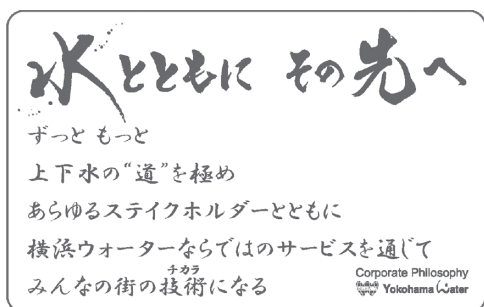 水とともに その先へ
ずっと もっと
上下水の“道”を極め
あらゆるステイクホルダーとともに
横浜ウォーターならではのサービスを通じて
みんなの街の技術になる
チカラ
Corporate Philosophy
Yokohama Water